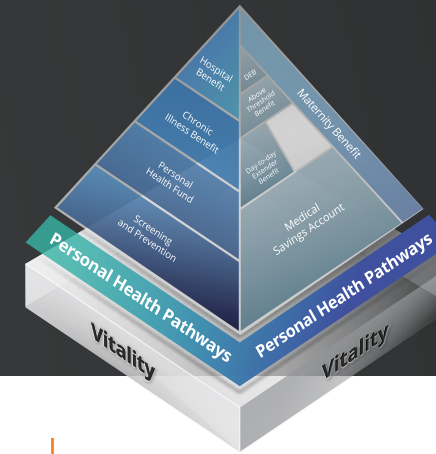 Hospital
Benefit
Chronic
Illness Benefit
Personal
Health Fund
Screening
and Prevention
DEB
Above
Threshold
Benefit
Day-to-day
Extender
Benefit
Maternity Benefit
Medical
Savings Account
Personal Health Pathways
Personal Health Pathways
Vitality
Vitality